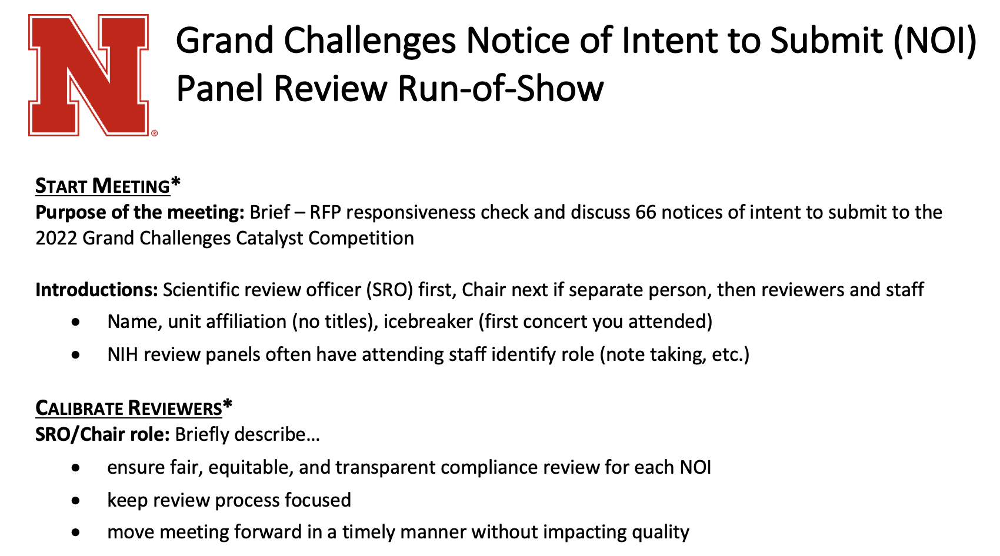 N
®
Grand Challenges Notice of Intent to Submit (NOI)
Panel Review Run-of-Show
START MEETING*
Purpose of the meeting: Brief – RFP responsiveness check and discuss 66 notices of intent to submit to the
2022 Grand Challenges Catalyst Competition
Introductions: Scientific review officer (SRO) first, Chair next if separate person, then reviewers and staff
• Name, unit affiliation (no titles), icebreaker (first concert you attended)
• NIH review panels often have attending staff identify role (note taking, etc.)
CALIBRATE REVIEWERS*
SRO/Chair role: Briefly describe…
• ensure fair, equitable, and transparent compliance review for each NOI
• keep review process focused
• move meeting forward in a timely manner without impacting quality